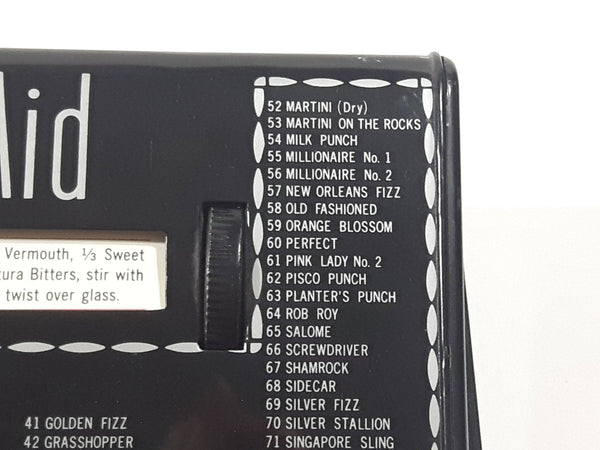 Aid
Vermouth, ⅓ Sweet
tura Bitters, stir with
twist over glass.
41 GOLDEN FIZZ
42 GRASSHOPPER
52 MARTINI (Dry)
53 MARTINI ON THE ROCKS
54 MILK PUNCH
55 MILLIONAIRE No. 1
56 MILLIONAIRE No. 2
57 NEW ORLEANS FIZZ
58 OLD FASHIONED
59 ORANGE BLOSSOM
60 PERFECT
61 PINK LADY No. 2
62 PISCO PUNCH
63 PLANTER'S PUNCH
64 ROB ROY
65 SALOME
66 SCREWDRIVER
67 SHAMROCK
68 SIDECAR
69 SILVER FIZZ
70 SILVER STALLION
71 SINGAPORE SLING